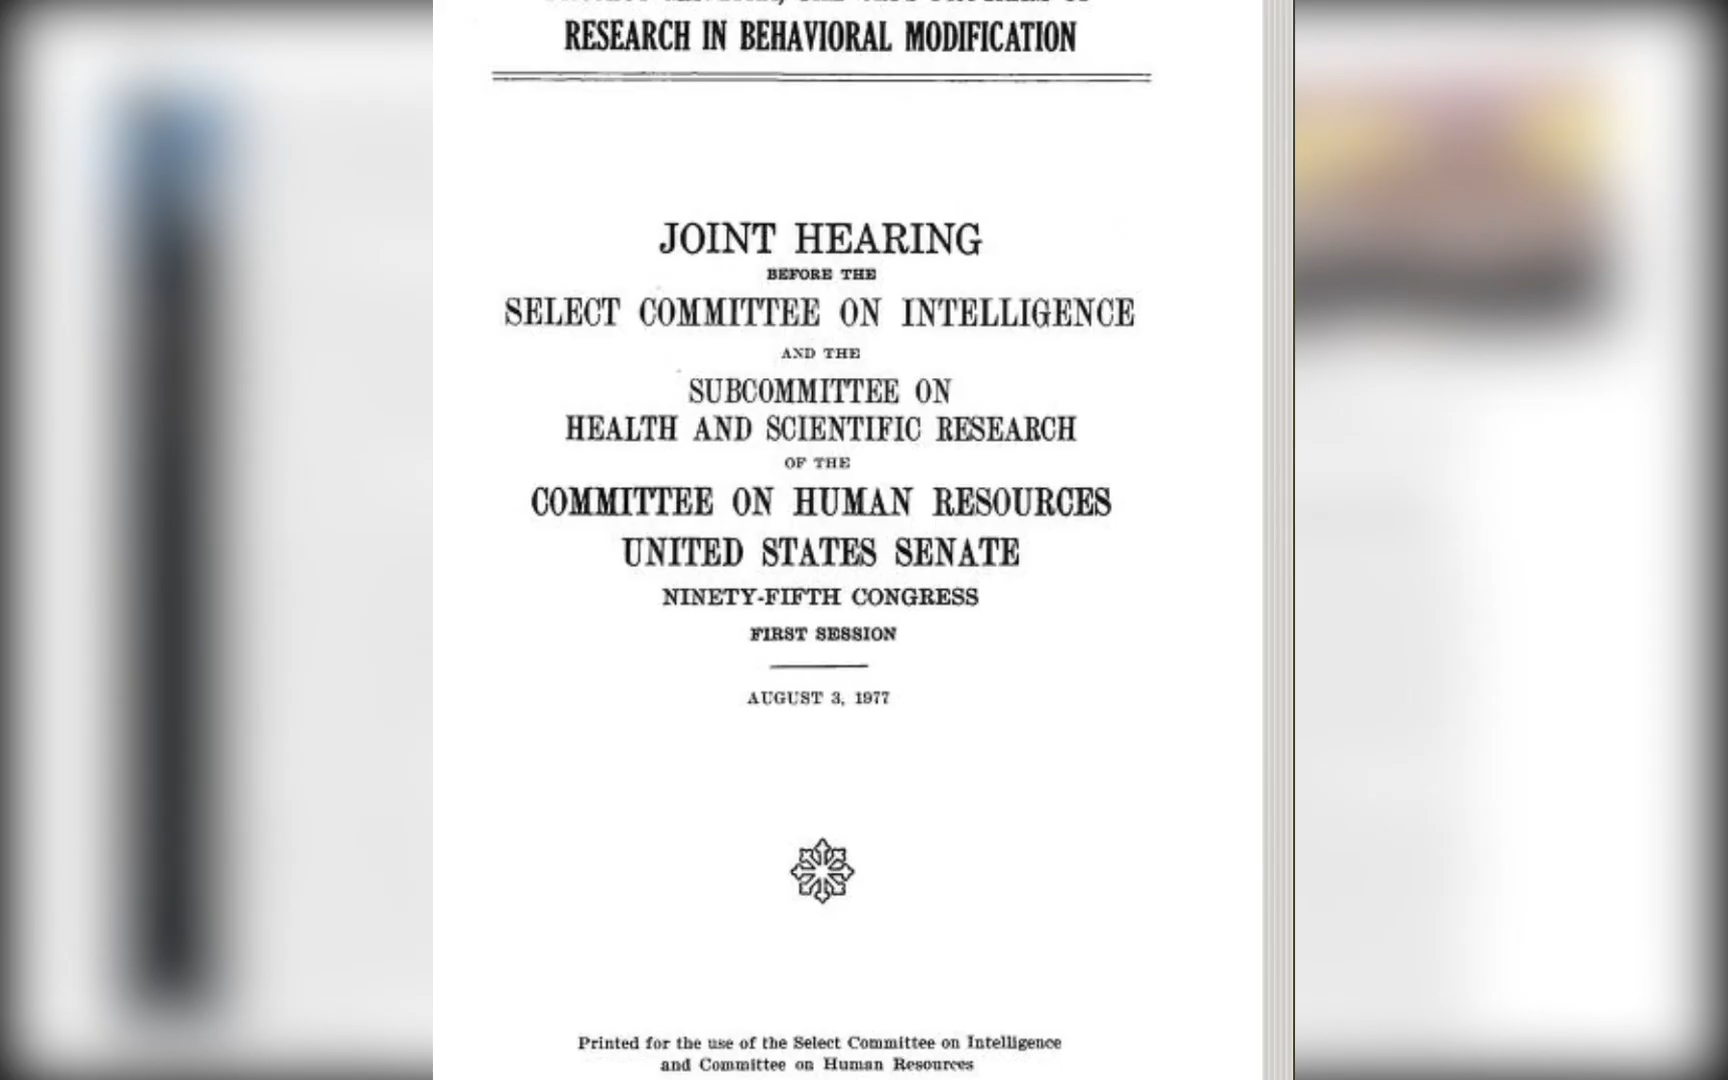 RESEARCH IN BEHAVIORAL MODIFICATION
JOINT HEARING
BEFORE THE
SELECT COMMITTEE ON INTELLIGENCE
AND THE
SUBCOMMITTEE ON
HEALTH AND SCIENTIFIC RESEARCH
OF THE
COMMITTEE ON HUMAN RESOURCES
UNITED STATES SENATE
NINETY-FIFTH CONGRESS
FIRST SESSION
AUGUST 3, 1977
Printed for the use of the Select Committee on Intelligence
and Committee on Human Resources